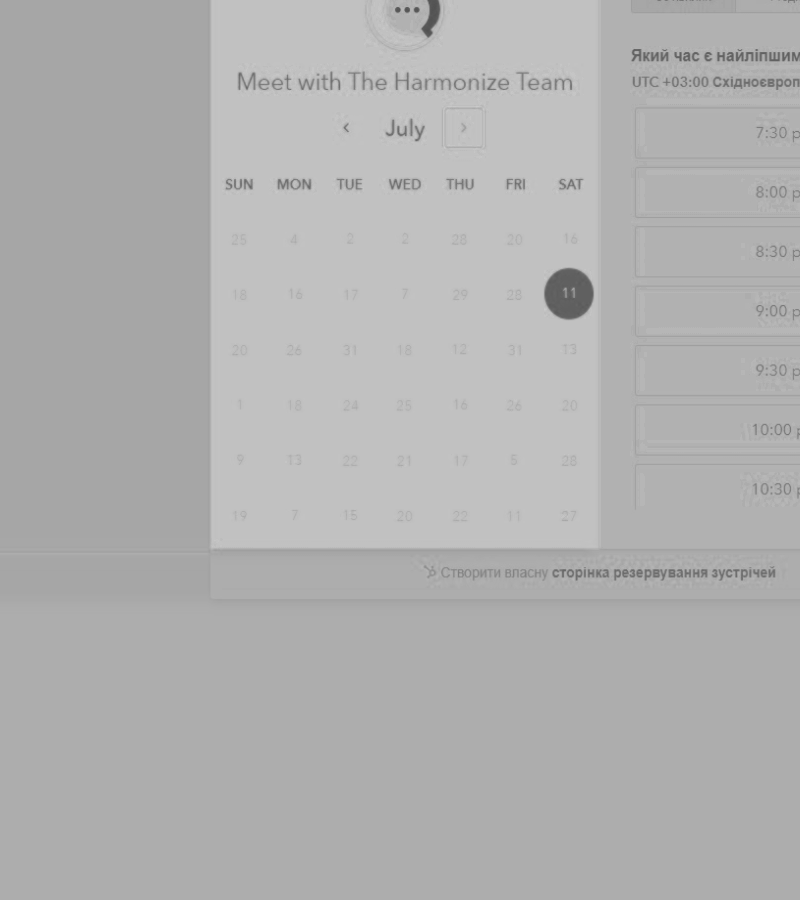 Meet with The Harmonize Team
‹ July ›
SUN MON TUE WED THU FRI SAT
25 4 2 2 28 20 16
18 16 17 7 29 28 11
20 26 31 18 12 31 13
1 18 24 25 16 26 20
9 13 22 21 17 5 28
19 7 15 20 22 11 27
Який час є найліпшим
UTC +03:00 Східноєвроп
7:30 p
8:00 p
8:30 p
9:00 p
9:30 p
10:00 p
10:30 p
Створити власну сторінка резервування зустрічей